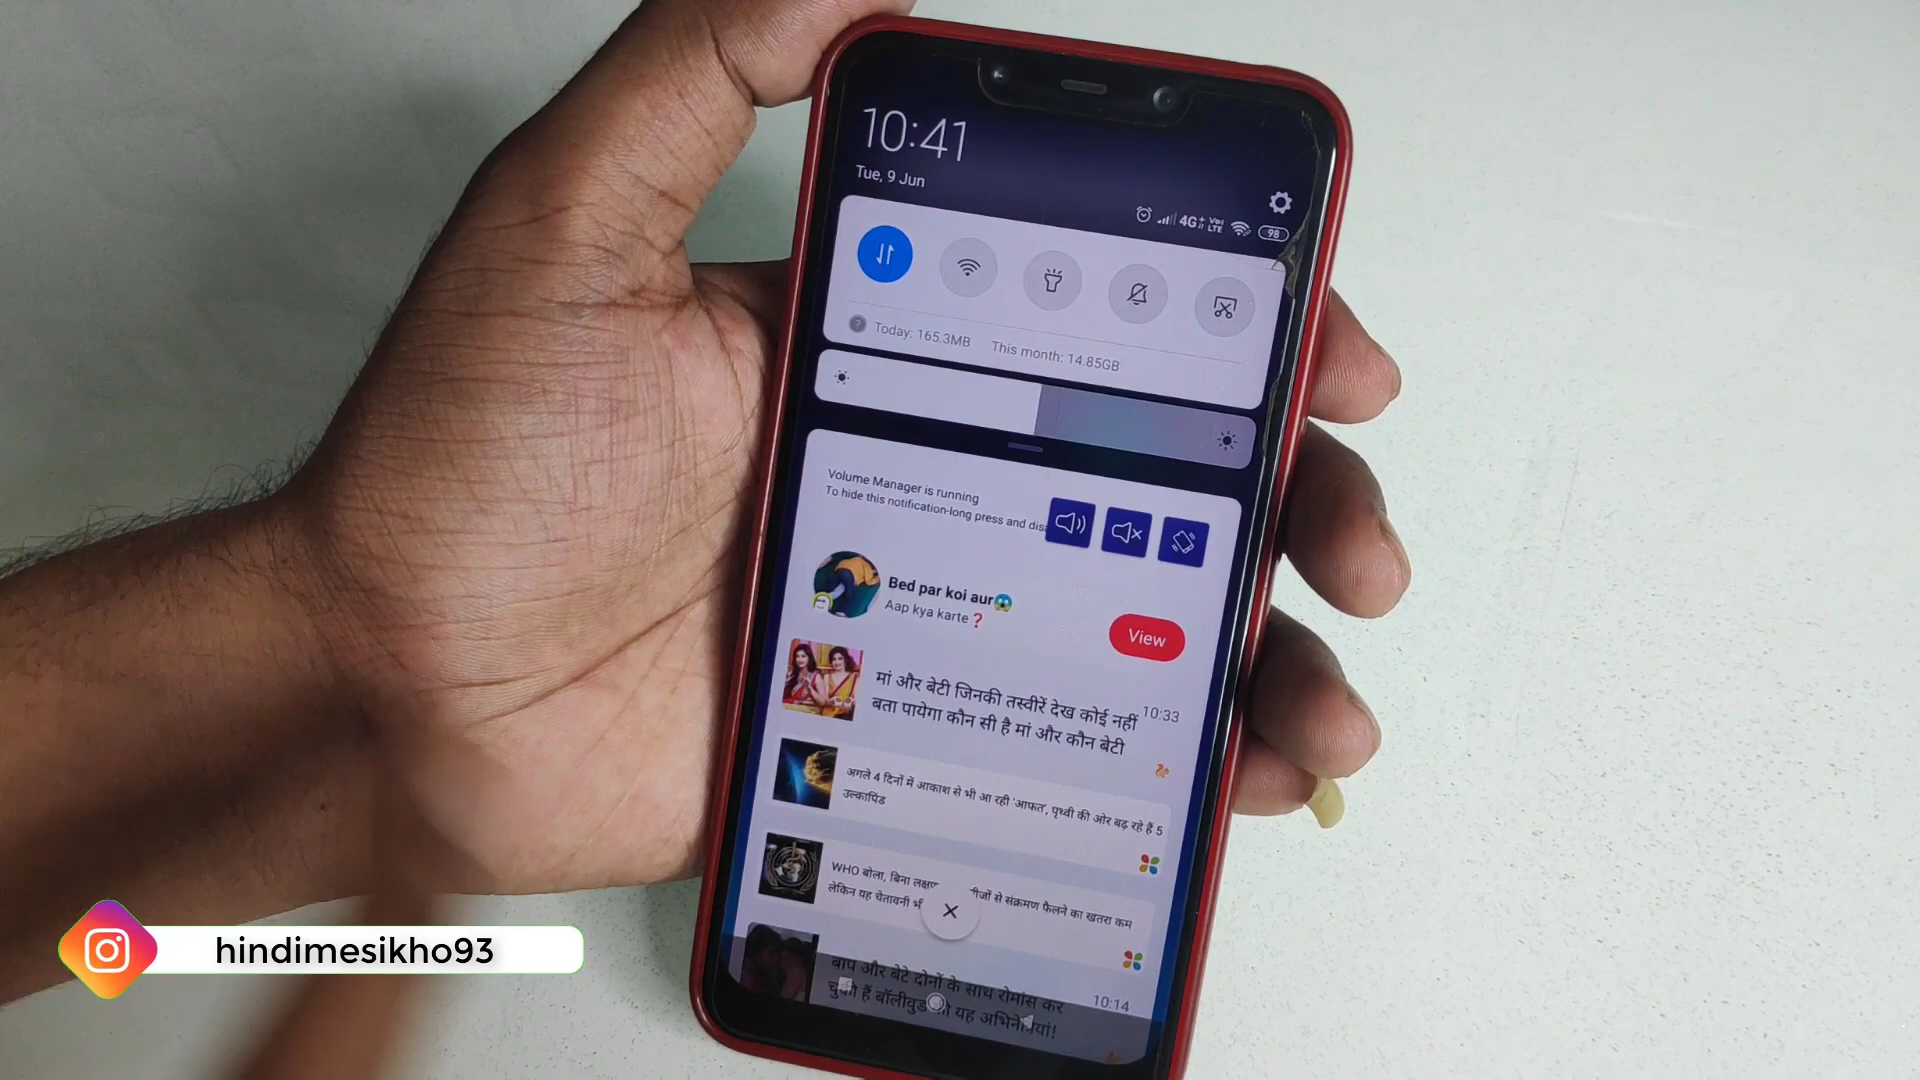 10:41
Tue, 9 Jun
4G+ Vo LTE 98
Today: 165.3MB This month: 14.85GB
Volume Manager is running
To hide this notification-long press and disa
Bed par koi aur😱
Aap kya karte❓
View
मां और बेटी जिनकी तस्वीरें देख कोई नहीं 10:33
बता पायेगा कौन सी है मां और कौन बेटी
अगले 4 दिनों में आकाश से भी आ रही 'आफत', पृथ्वी की ओर बढ़ रहे हैं 5
उल्कापिंड
WHO बोला, बिना लक्षण से संक्रमण फैलने का खतरा कम
लेकिन यह चेतावनी
बाप और बेटे दोनों के साथ रोमांस कर 10:14
चुकी हैं बॉलीवुड यह
hindimesikho93